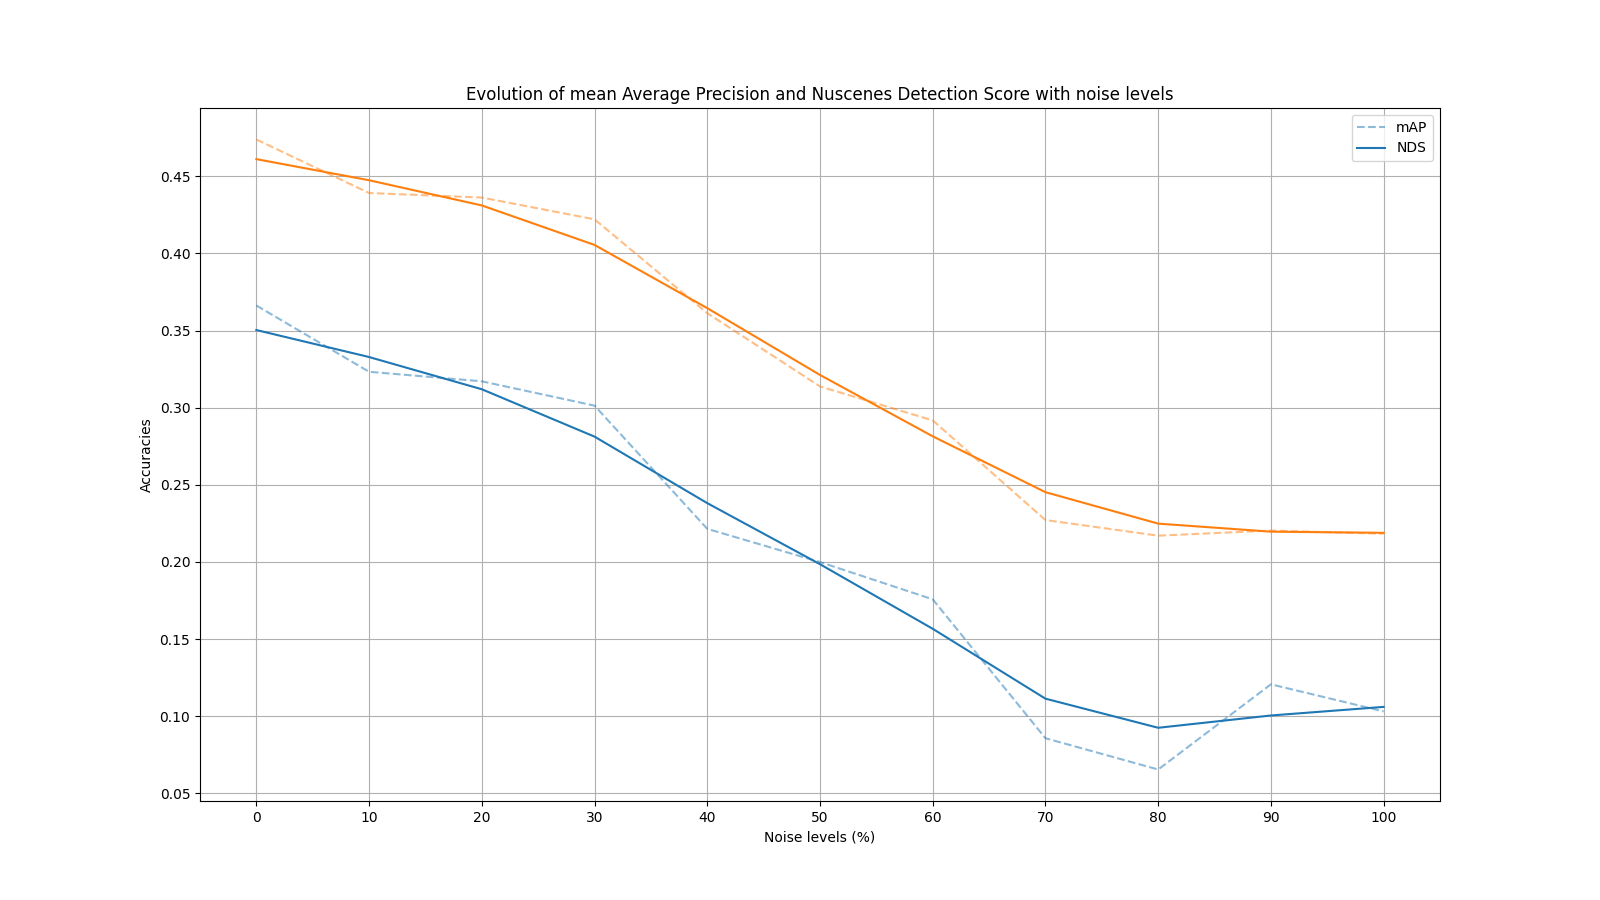 Evolution of mean Average Precision and Nuscenes Detection Score with noise levels
mAP
NDS
0.45
0.40
0.35
0.30
0.25
0.20
0.15
0.10
0.05
Accuracies
0 10 20 30 40 50 60 70 80 90 100
Noise levels (%)